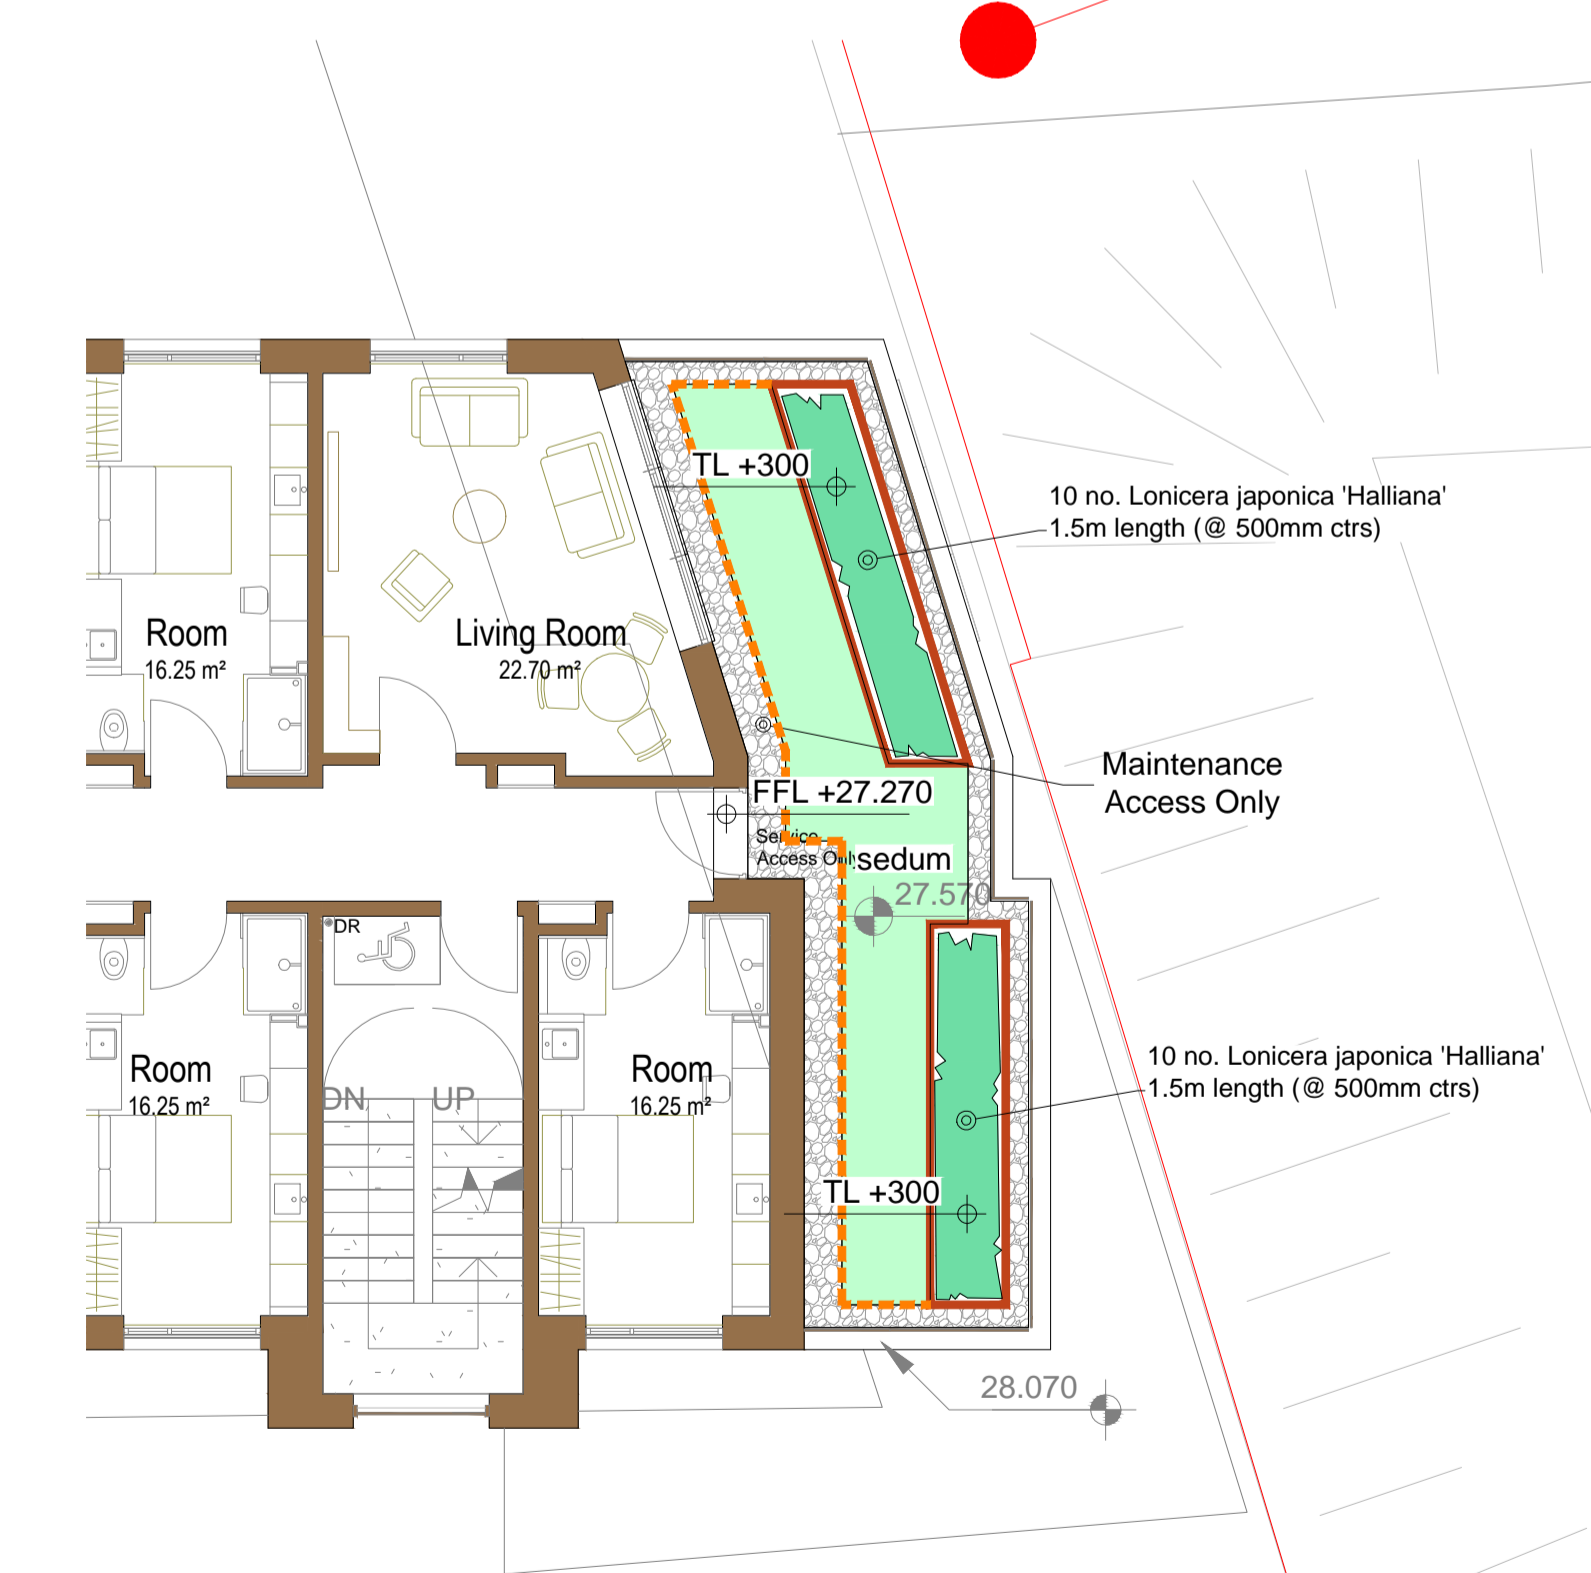 TL +300
10 no. Lonicera japonica 'Halliana'
1.5m length (@ 500mm ctrs)
Room
16.25 m²
Living Room
22.70 m²
Maintenance
Access Only
FFL +27.270
Service
Access Only
sedum
27.570
DR
10 no. Lonicera japonica 'Halliana'
1.5m length (@ 500mm ctrs)
Room
16.25 m²
DN
UP
Room
16.25 m²
TL +300
28.070